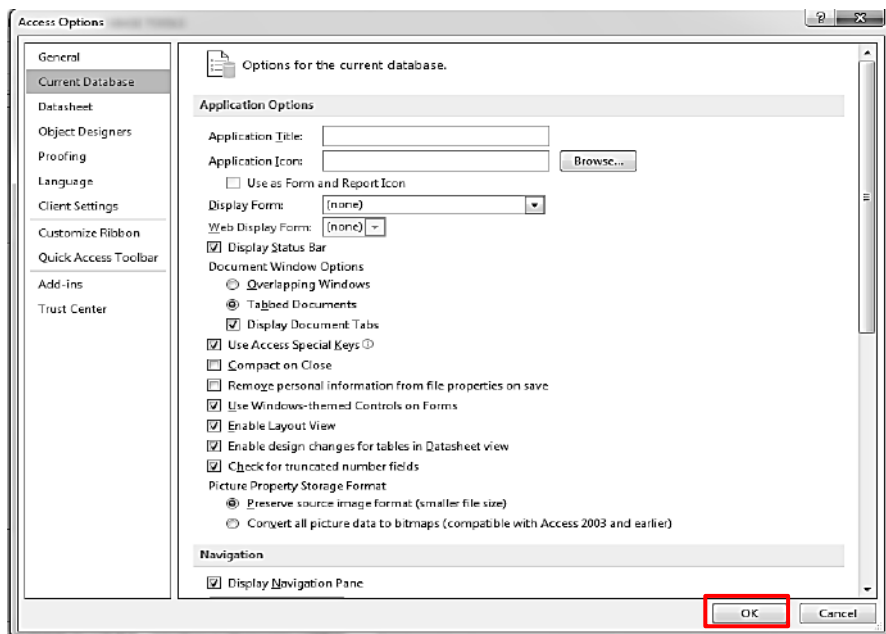 Access Options
General
Current Database
Datasheet
Object Designers
Proofing
Language
Client Settings
Customize Ribbon
Quick Access Toolbar
Add-ins
Trust Center
Options for the current database.
Application Options
Application Title:
Application Icon:
Browse...
Use as Form and Report Icon
Display Form: (none)
Web Display Form: (none)
Display Status Bar
Document Window Options
Overlapping Windows
Tabbed Documents
Display Document Tabs
Use Access Special Keys
Compact on Close
Remove personal information from file properties on save
Use Windows-themed Controls on Forms
Enable Layout View
Enable design changes for tables in Datasheet view
Check for truncated number fields
Picture Property Storage Format
Preserve source image format (smaller file size)
Convert all picture data to bitmaps (compatible with Access 2003 and earlier)
Navigation
Display Navigation Pane
OK Cancel